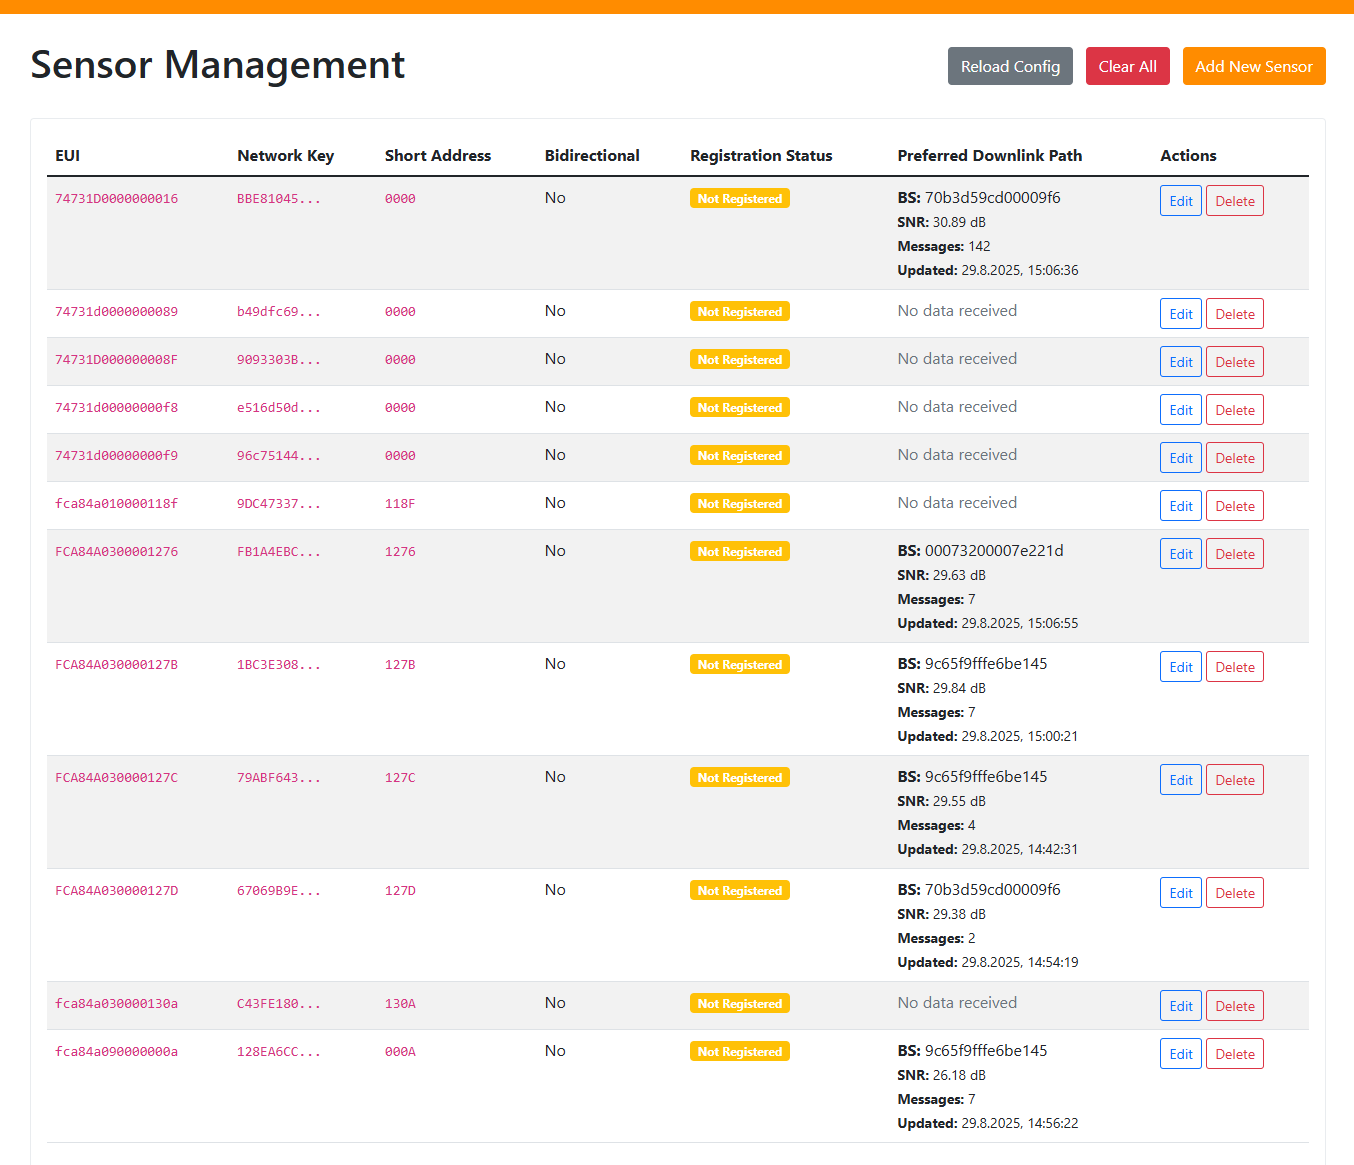 Sensor Management
Reload Config
Clear All
Add New Sensor
EUI Network Key Short Address Bidirectional Registration Status Preferred Downlink Path Actions
74731D0000000016 BBE81045... 0000 No Not Registered BS: 70b3d59cd00009f6 Edit Delete
SNR: 30.89 dB
Messages: 142
Updated: 29.8.2025, 15:06:36
74731d0000000089 b49dfc69... 0000 No Not Registered No data received Edit Delete
74731D000000008F 9093303B... 0000 No Not Registered No data received Edit Delete
74731d00000000f8 e516d50d... 0000 No Not Registered No data received Edit Delete
74731d00000000f9 96c75144... 0000 No Not Registered No data received Edit Delete
fca84a010000118f 9DC47337... 118F No Not Registered No data received Edit Delete
FCA84A0300001276 FB1A4EBC... 1276 No Not Registered BS: 00073200007e221d Edit Delete
SNR: 29.63 dB
Messages: 7
Updated: 29.8.2025, 15:06:55
FCA84A030000127B 1BC3E308... 127B No Not Registered BS: 9c65f9fffe6be145 Edit Delete
SNR: 29.84 dB
Messages: 7
Updated: 29.8.2025, 15:00:21
FCA84A030000127C 79ABF643... 127C No Not Registered BS: 9c65f9fffe6be145 Edit Delete
SNR: 29.55 dB
Messages: 4
Updated: 29.8.2025, 14:42:31
FCA84A030000127D 67069B9E... 127D No Not Registered BS: 70b3d59cd00009f6 Edit Delete
SNR: 29.38 dB
Messages: 2
Updated: 29.8.2025, 14:54:19
fca84a030000130a C43FE180... 130A No Not Registered No data received Edit Delete
fca84a090000000a 128EA6CC... 000A No Not Registered BS: 9c65f9fffe6be145 Edit Delete
SNR: 26.18 dB
Messages: 7
Updated: 29.8.2025, 14:56:22